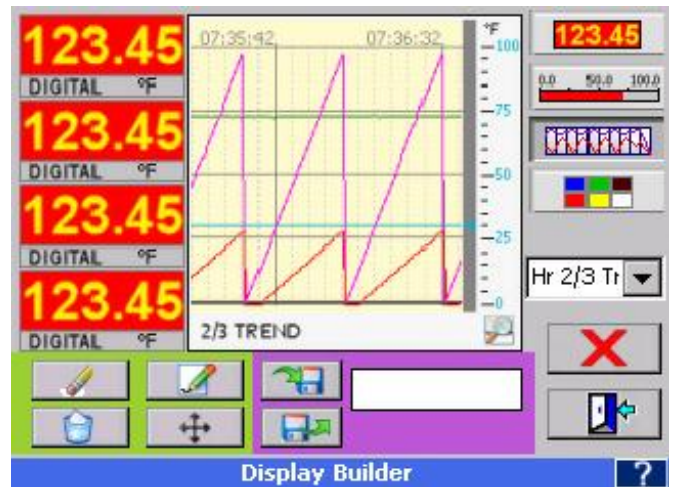 123.45
DIGITAL °F
123.45
DIGITAL °F
123.45
DIGITAL °F
123.45
DIGITAL °F
07:35:42 07:36:32
°F
100
75
50
25
0
2/3 TREND
123.45
0.0 50.0 100.0
Hr 2/3 Tr
Display Builder ?